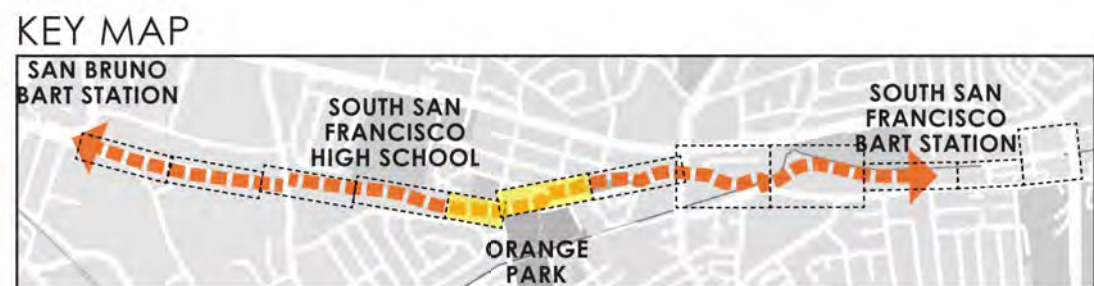 KEY MAP
SAN BRUNO
BART STATION
SOUTH SAN
FRANCISCO
HIGH SCHOOL
ORANGE
PARK
SOUTH SAN
FRANCISCO
BART STATION